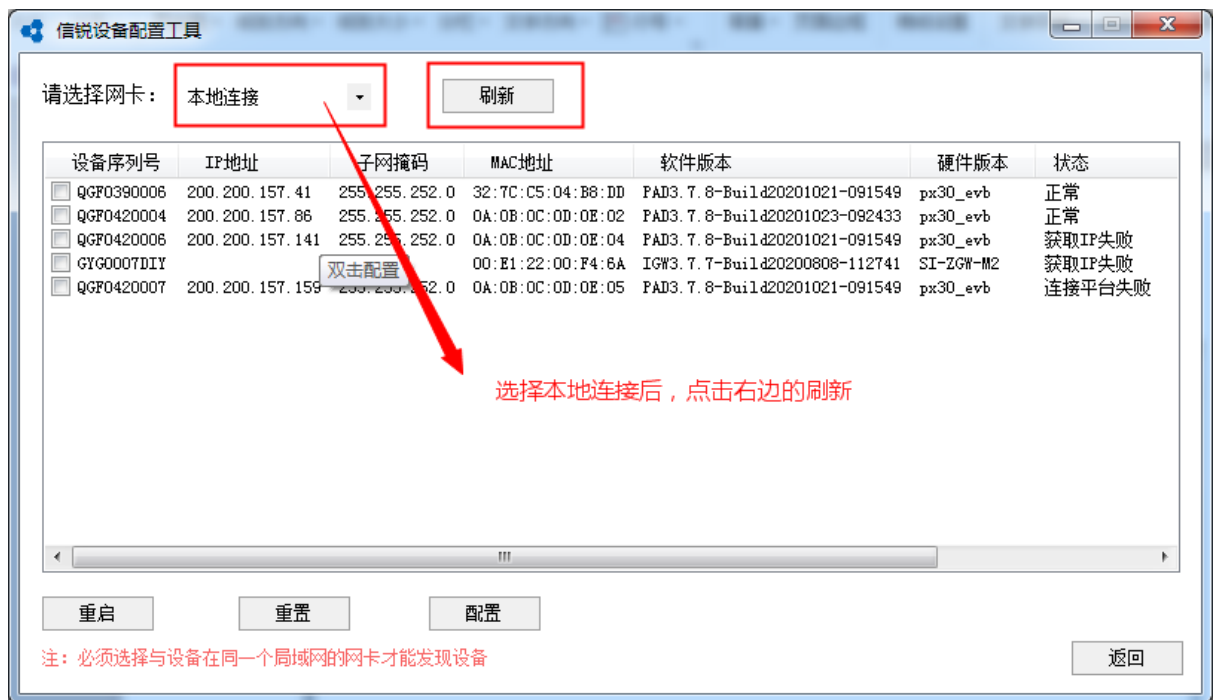 信锐设备配置工具
请选择网卡： 本地连接 刷新
设备序列号 IP地址 子网掩码 MAC地址 软件版本 硬件版本 状态
QGF0390006 200.200.157.41 255.255.252.0 32:7C:C5:04:B8:DD PAD3.7.8-Build20201021-091549 px30_evb 正常
QGF0420004 200.200.157.86 255.255.252.0 0A:0B:0C:0D:0E:02 PAD3.7.8-Build20201023-092433 px30_evb 正常
QGF0420006 200.200.157.141 255.255.252.0 0A:0B:0C:0D:0E:04 PAD3.7.8-Build20201021-091549 px30_evb 获取IP失败
GYG0007DIY 00:E1:22:00:F4:6A IGW3.7.7-Build20200808-112741 SI-ZGW-M2 获取IP失败
双击配置
QGF0420007 200.200.157.159 255.255.252.0 0A:0B:0C:0D:0E:05 PAD3.7.8-Build20201021-091549 px30_evb 连接平台失败
选择本地连接后，点击右边的刷新
重启 重置 配置
注：必须选择与设备在同一个局域网的网卡才能发现设备
返回